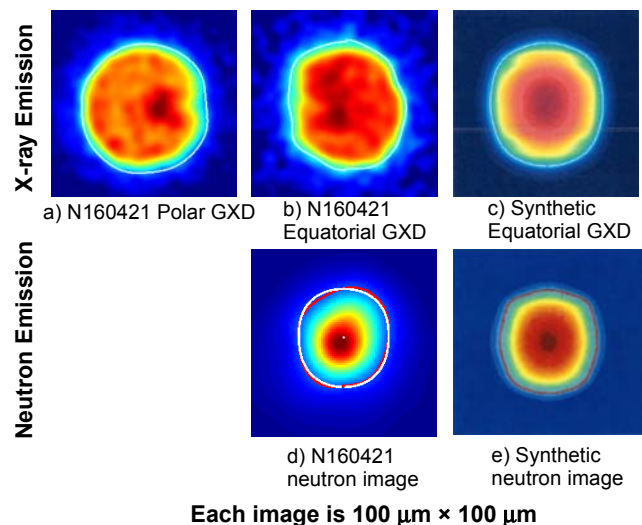 X-ray Emission
a) N160421 Polar GXD
b) N160421
Equatorial GXD
c) Synthetic
Equatorial GXD
Neutron Emission
d) N160421
neutron image
e) Synthetic
neutron image
Each image is 100 μm × 100 μm